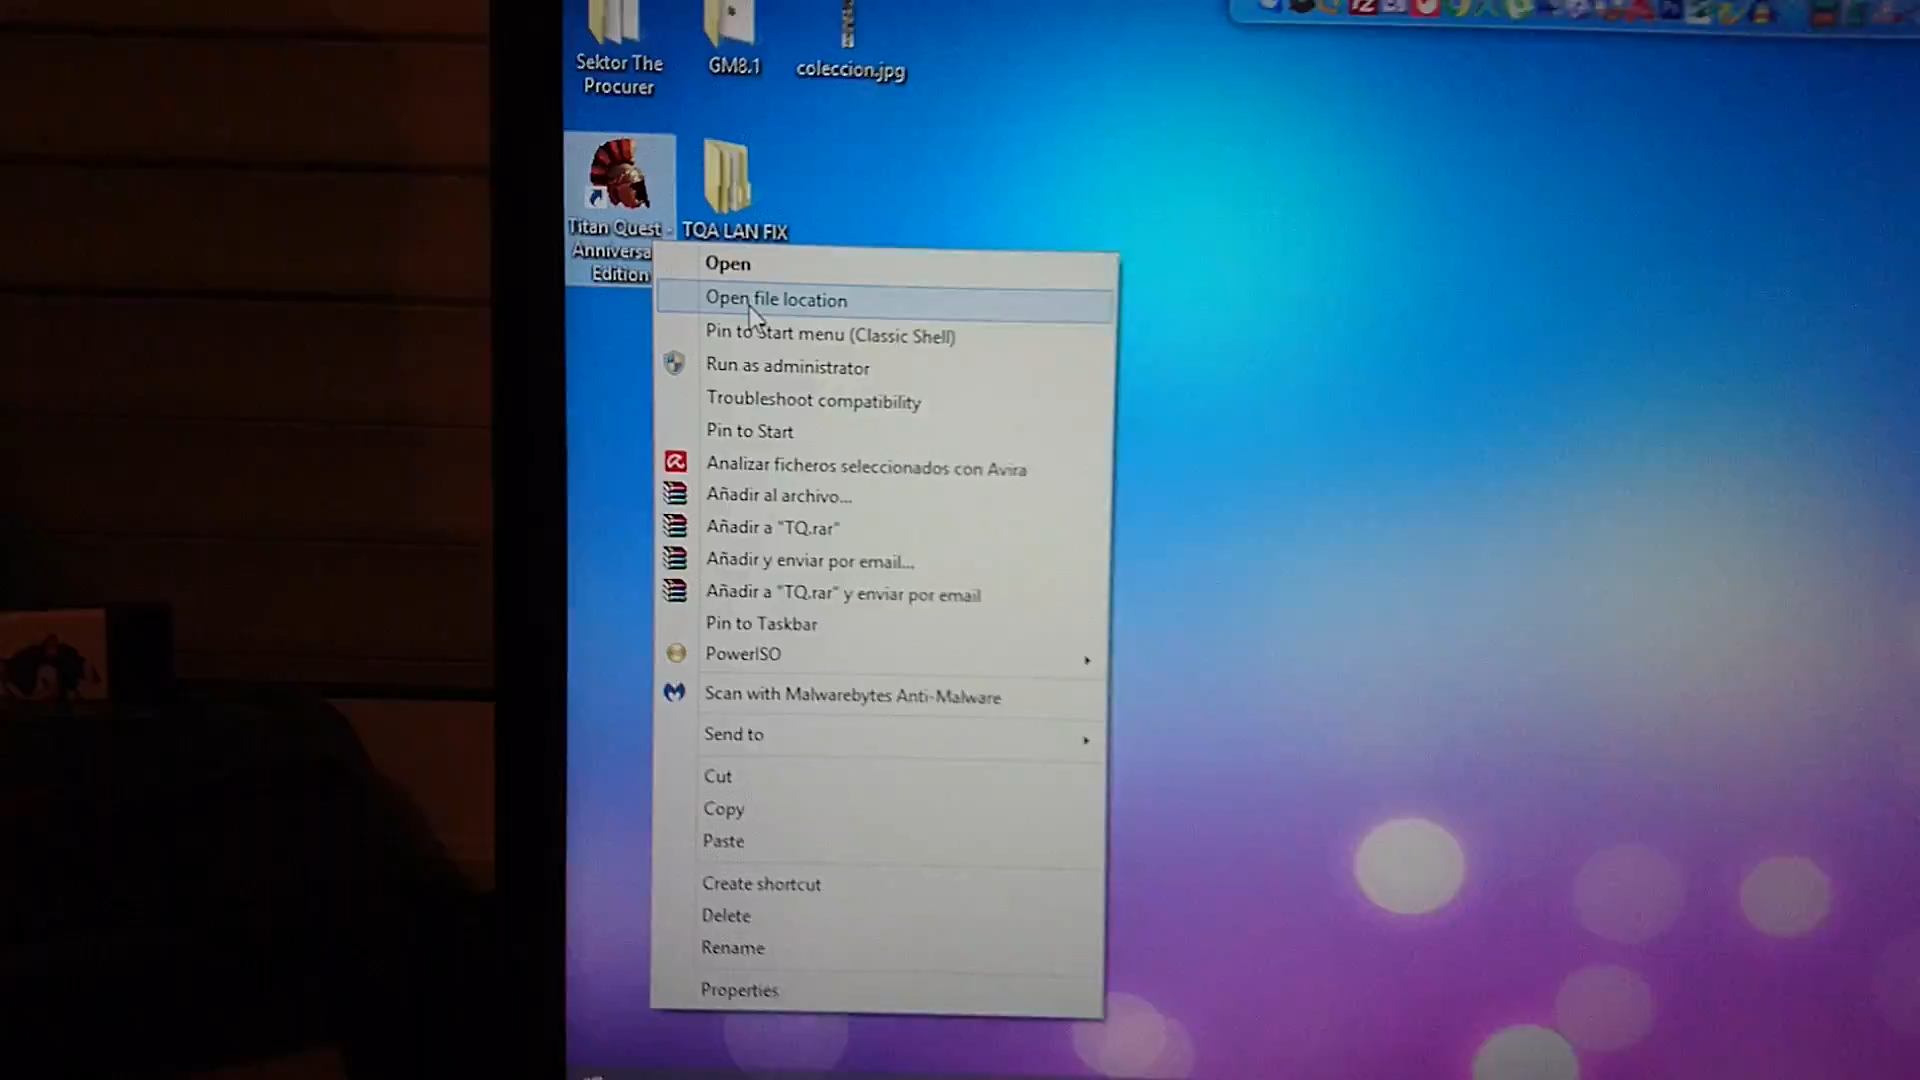 Sektor The
Procurer
GM8.1
coleccion.jpg
Titan Quest -
Anniversa
Edition
TQA LAN FIX
Open
Open file location
Pin to Start menu (Classic Shell)
Run as administrator
Troubleshoot compatibility
Pin to Start
Analizar ficheros seleccionados con Avira
Añadir al archivo...
Añadir a "TQ.rar"
Añadir y enviar por email...
Añadir a "TQ.rar" y enviar por email
Pin to Taskbar
PowerISO
Scan with Malwarebytes Anti-Malware
Send to
Cut
Copy
Paste
Create shortcut
Delete
Rename
Properties